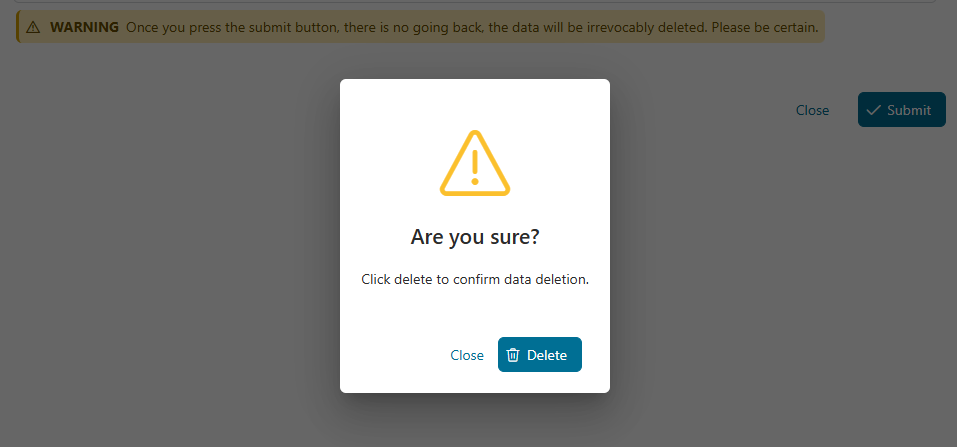 WARNING Once you press the submit button, there is no going back, the data will be irrevocably deleted. Please be certain.
Close
Submit
Are you sure?
Click delete to confirm data deletion.
Close
Delete